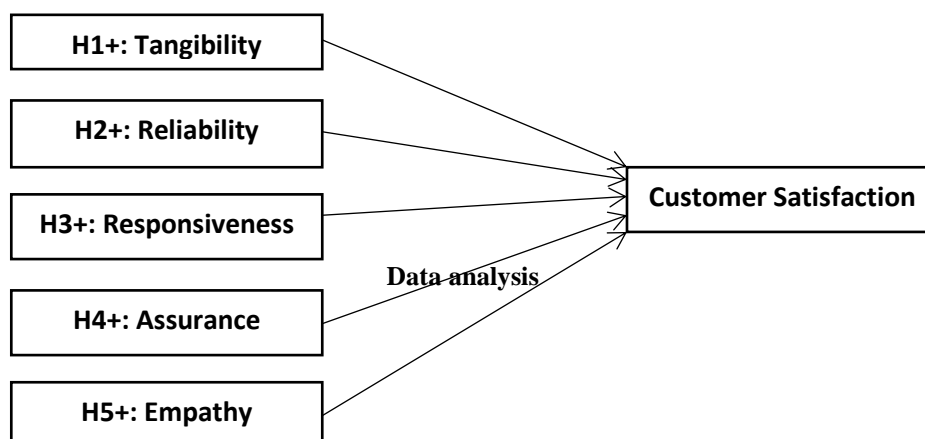 H1+: Tangibility
H2+: Reliability
H3+: Responsiveness
H4+: Assurance
H5+: Empathy
Data analysis
Customer Satisfaction